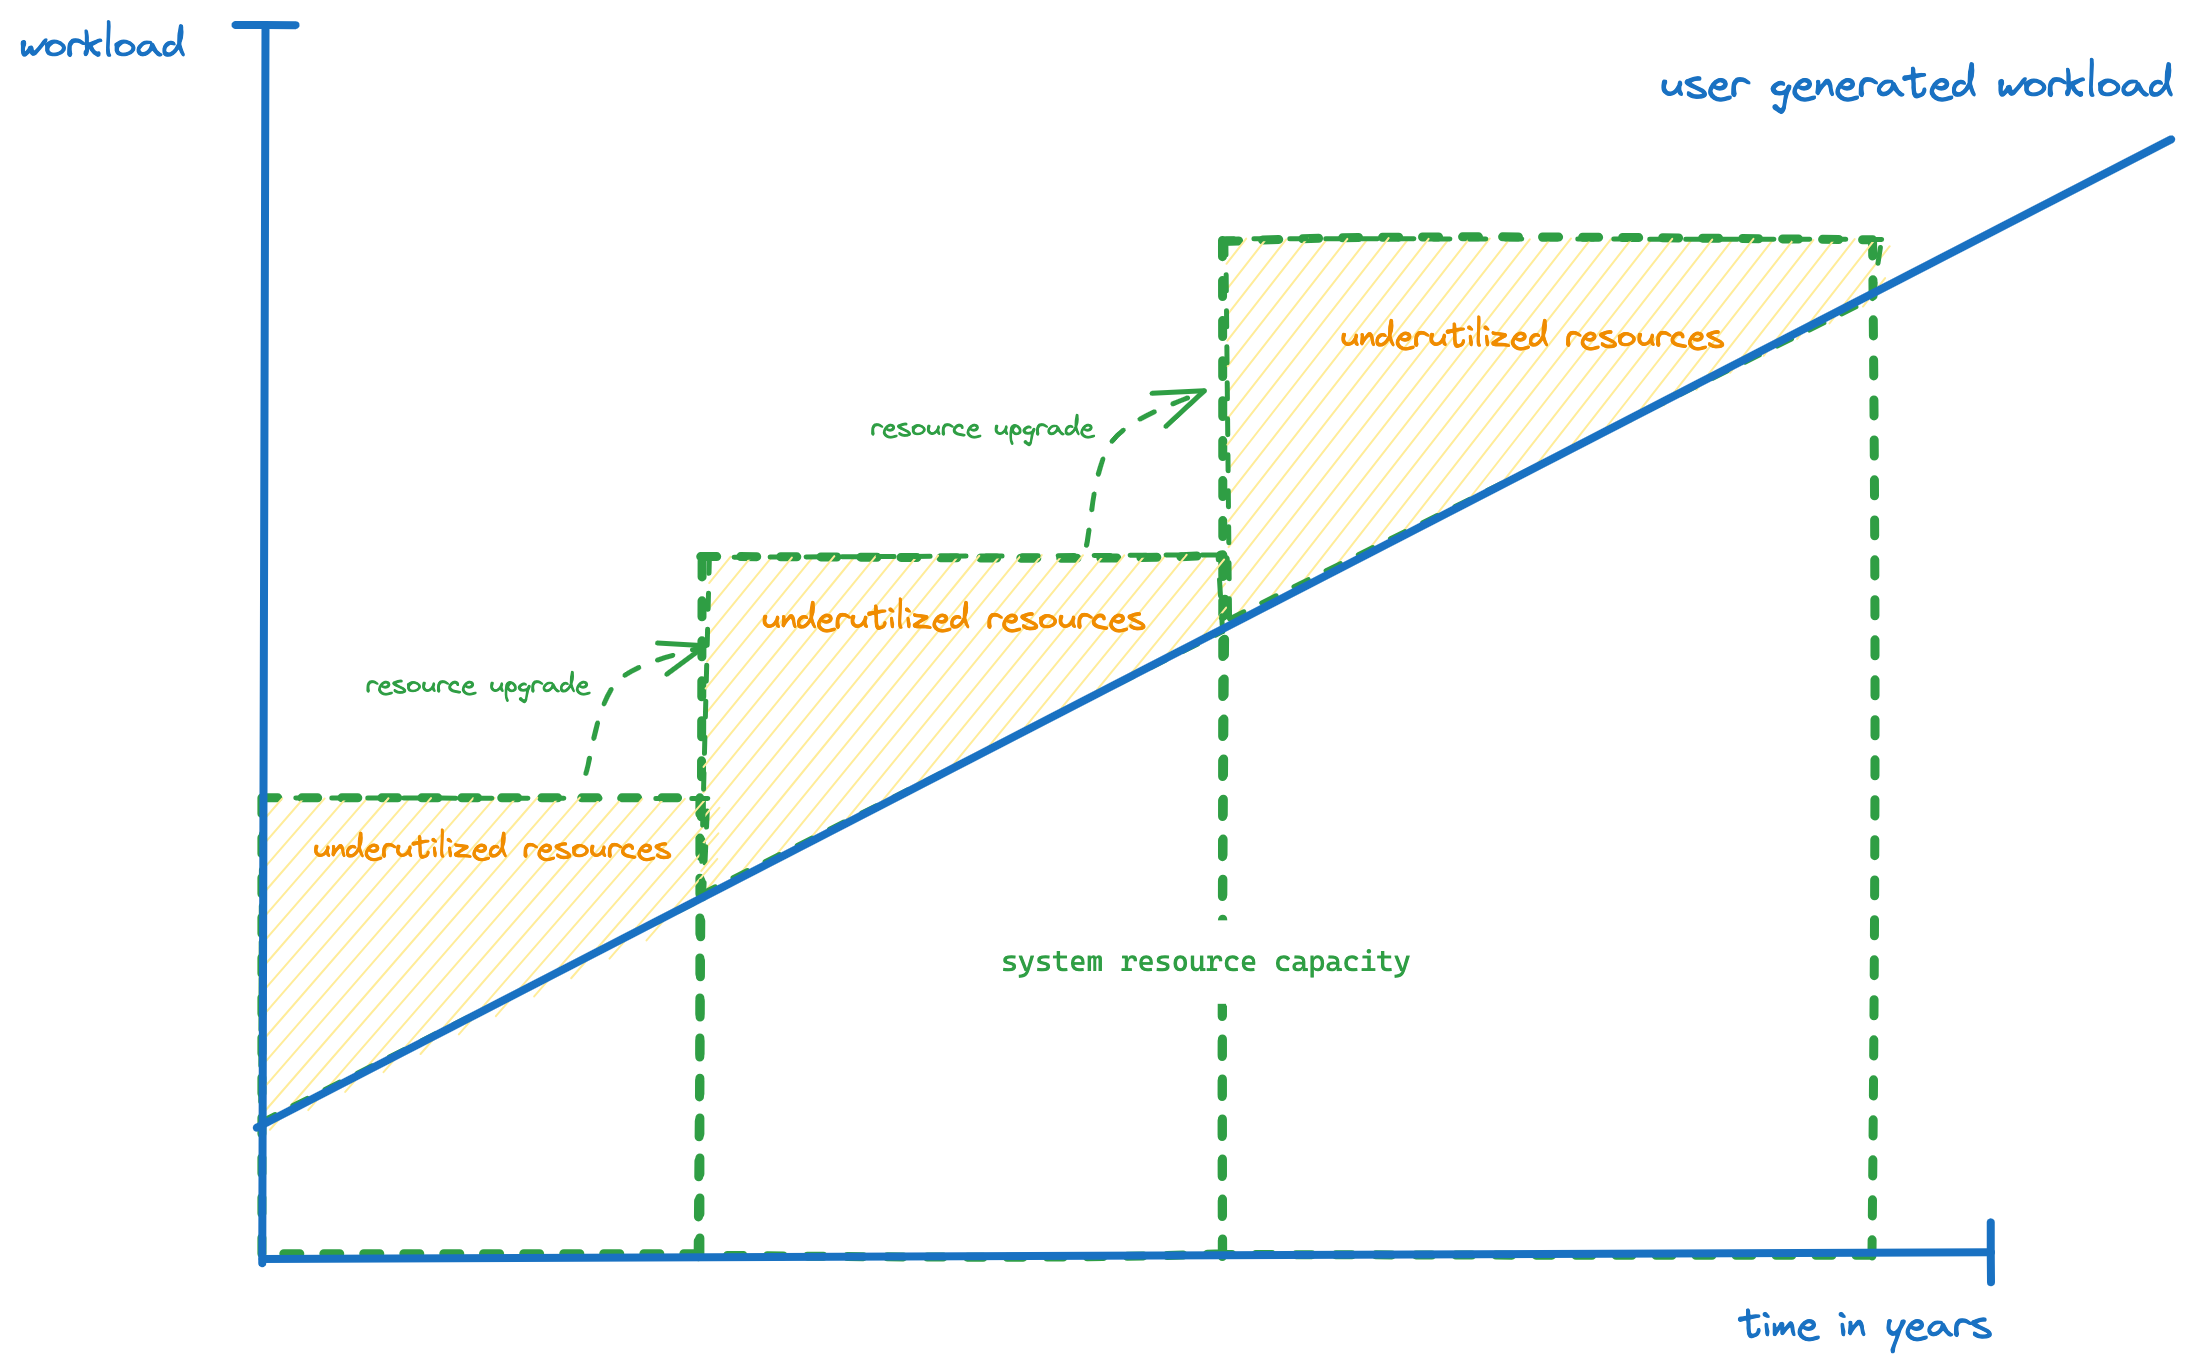 workload
user generated workload
underutilized resources
resource upgrade
underutilized resources
resource upgrade
underutilized resources
system resource capacity
time in years